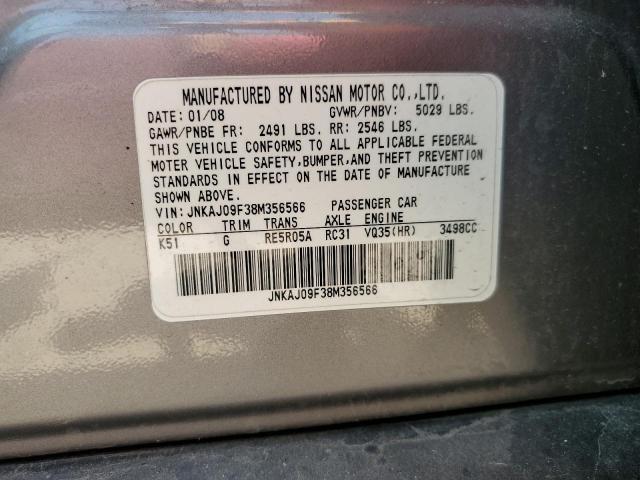 MANUFACTURED BY NISSAN MOTOR CO.,LTD.
DATE: 01/08 GVWR/PNBV: 5029 LBS.
GAWR/PNBE FR: 2491 LBS. RR: 2546 LBS.
THIS VEHICLE CONFORMS TO ALL APPLICABLE FEDERAL
MOTOR VEHICLE SAFETY,BUMPER,AND THEFT PREVENTION
STANDARDS IN EFFECT ON THE DATE OF MANUFACTURE
SHOWN ABOVE.
VIN:JNKAJ09F38M356566 PASSENGER CAR
COLOR TRIM TRANS AXLE ENGINE
K51 G RE5R05A RC31 VQ35(HR) 3498CC
JNKAJ09F38M356566